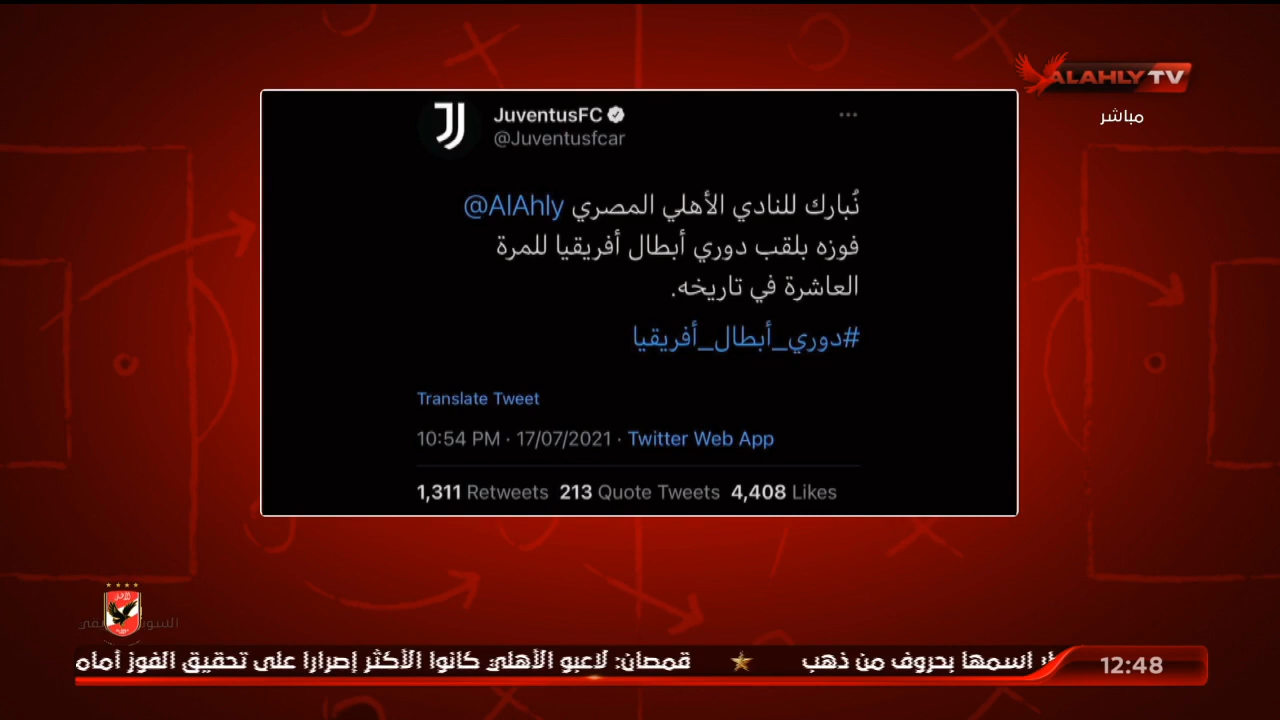 ALAHLY TV
مباشر
JuventusFC
@Juventusfcar
نُبارك للنادي الأهلي المصري @AlAhly
فوزه بلقب دوري أبطال أفريقيا للمرة
العاشرة في تاريخه.
#دوري_أبطال_أفريقيا
Translate Tweet
10:54 PM · 17/07/2021 · Twitter Web App
1,311 Retweets 213 Quote Tweets 4,408 Likes
اسمها بحروف من ذهب
قمصان: لاعبو الأهلي كانوا الأكثر إصرارا على تحقيق الفوز أمام
12:48